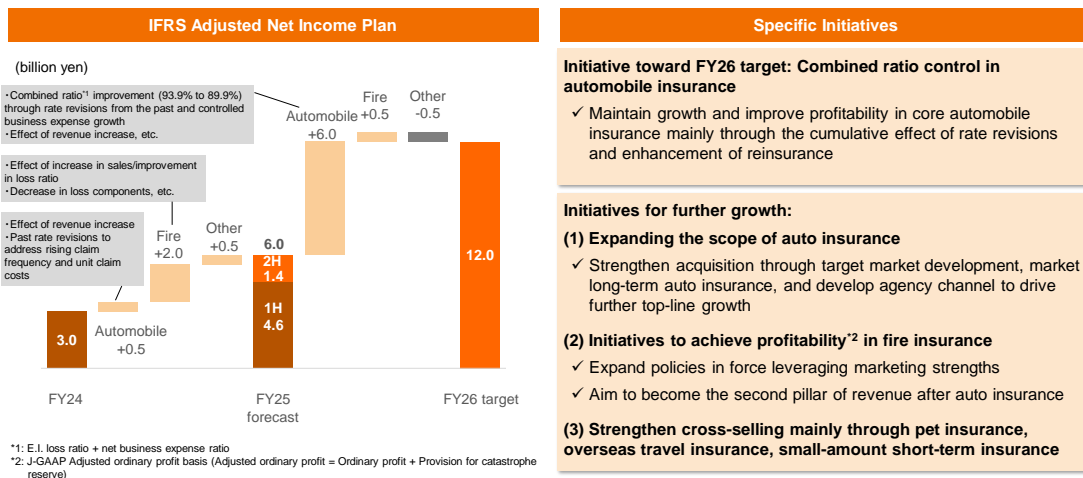 IFRS Adjusted Net Income Plan
(billion yen)
・Combined ratio*1 improvement (93.9% to 89.9%)
through rate revisions from the past and controlled
business expense growth
・Effect of revenue increase, etc.
・Effect of increase in sales/improvement
in loss ratio
・Decrease in loss components, etc.
・Effect of revenue increase
・Past rate revisions to
address rising claim
frequency and unit claim
costs
3.0
Automobile
+0.5
Fire
+2.0
Other
+0.5
6.0
2H
1.4
1H
4.6
Automobile
+6.0
Fire
+0.5
Other
-0.5
12.0
FY24
FY25
forecast
FY26 target
*1: E.I. loss ratio + net business expense ratio
*2: J-GAAP Adjusted ordinary profit basis (Adjusted ordinary profit = Ordinary profit + Provision for catastrophe
reserve)
Specific Initiatives
Initiative toward FY26 target: Combined ratio control in
automobile insurance
✓ Maintain growth and improve profitability in core automobile
insurance mainly through the cumulative effect of rate revisions
and enhancement of reinsurance
Initiatives for further growth:
(1) Expanding the scope of auto insurance
✓ Strengthen acquisition through target market development, market
long-term auto insurance, and develop agency channel to drive
further top-line growth
(2) Initiatives to achieve profitability*2 in fire insurance
✓ Expand policies in force leveraging marketing strengths
✓ Aim to become the second pillar of revenue after auto insurance
(3) Strengthen cross-selling mainly through pet insurance,
overseas travel insurance, small-amount short-term insurance